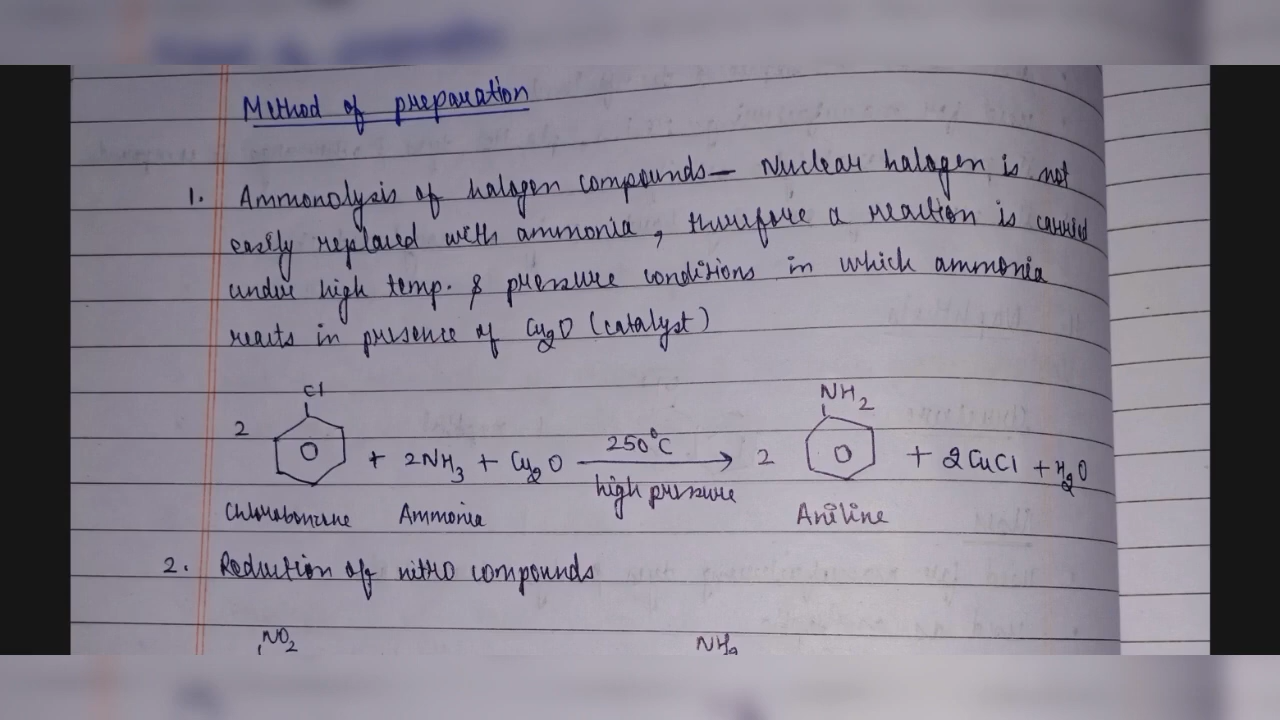 Method of preparation
1. Ammonolysis of halogen compounds — Nuclear halogen is not
easily replaced with ammonia, therefore a reaction is carried
under high temp. & pressure conditions in which ammonia
reacts in presence of Cu2O (catalyst)
Cl NH2
2 + 2NH3 + Cu2O 250°C 2 + 2CuCl + H2O
high pressure
Chlorobenzene Ammonia Aniline
2. Reduction of nitro compounds
NO2 NH2